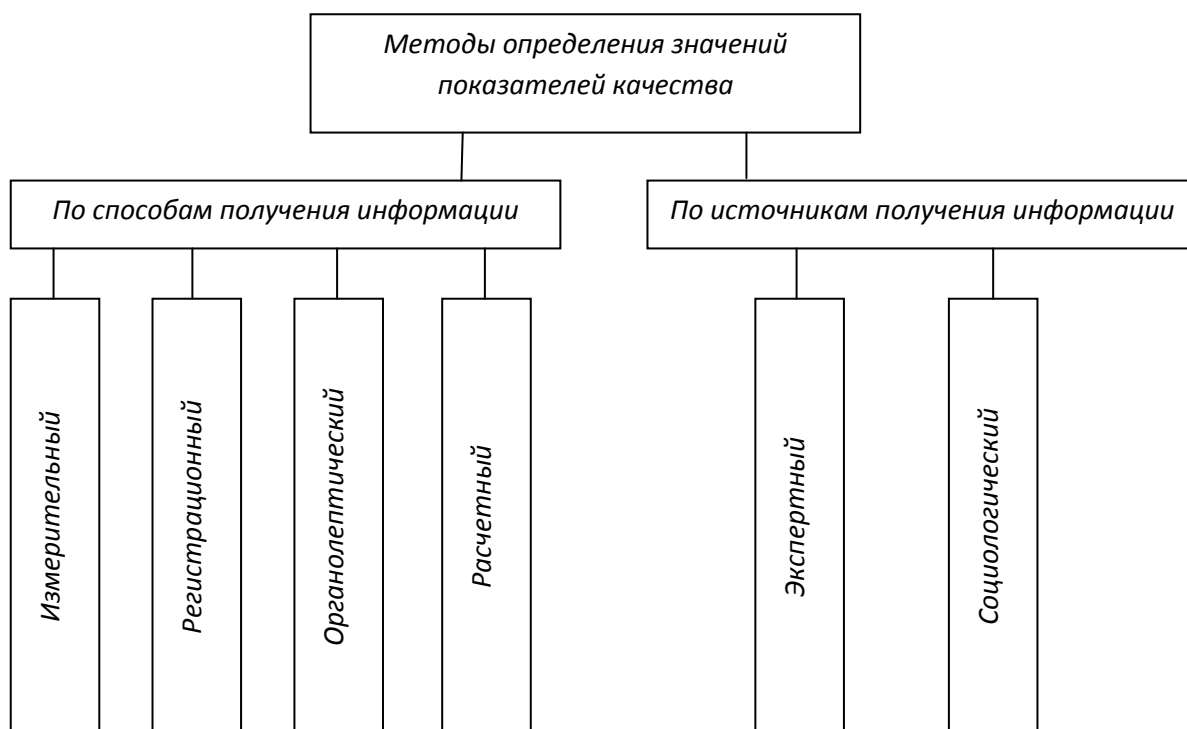 Методы определения значений
показателей качества
По способам получения информации
По источникам получения информации
Измерительный
Регистрационный
Органолептический
Расчетный
Экспертный
Социологический